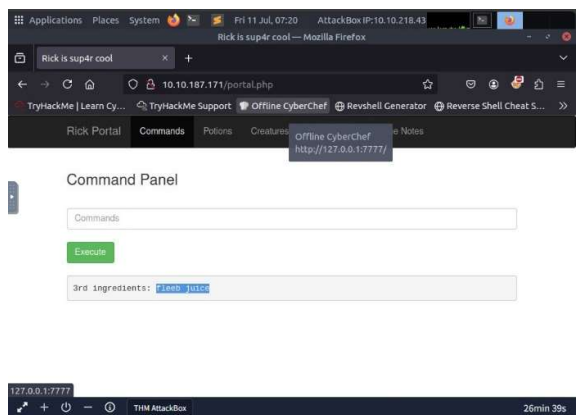 Applications Places System Fri 11 Jul, 07:20 AttackBox IP:10.10.218.43
Rick is sup4r cool — Mozilla Firefox
Rick is sup4r cool × +
10.10.187.171/portal.php
TryHackMe | Learn Cy... TryHackMe Support Offline CyberChef Revshell Generator Reverse Shell Cheat S... »
Rick Portal Commands Potions Creatures e Notes
Offline CyberChef
http://127.0.0.1:7777/
Command Panel
Commands
Execute
3rd ingredients: fleeb juice
127.0.0.1:7777
THM AttackBox 26min 39s